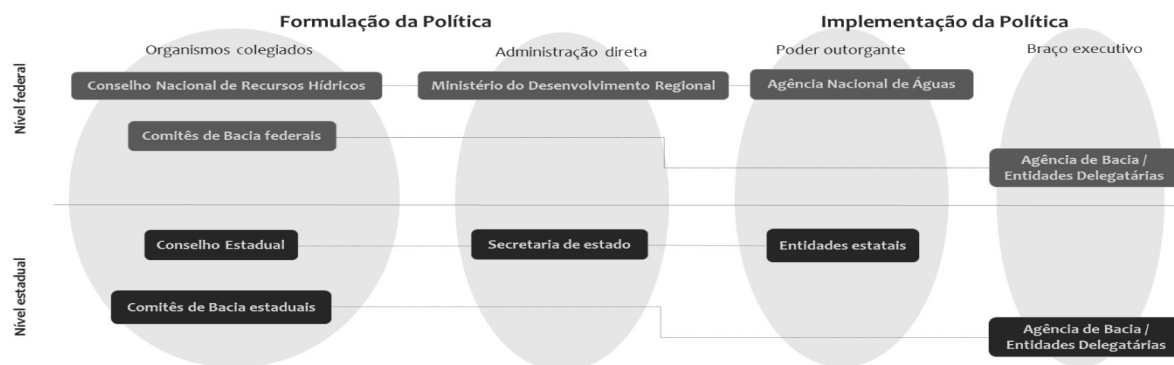 Formulação da Política
Implementação da Política
Organismos colegiados
Administração direta
Poder outorgante
Braço executivo
Nível federal
Conselho Nacional de Recursos Hídricos
Ministério do Desenvolvimento Regional
Agência Nacional de Águas
Comitês de Bacia federais
Agência de Bacia /
Entidades Delegatárias
Nível estadual
Conselho Estadual
Secretaria de estado
Entidades estatais
Comitês de Bacia estaduais
Agência de Bacia /
Entidades Delegatárias